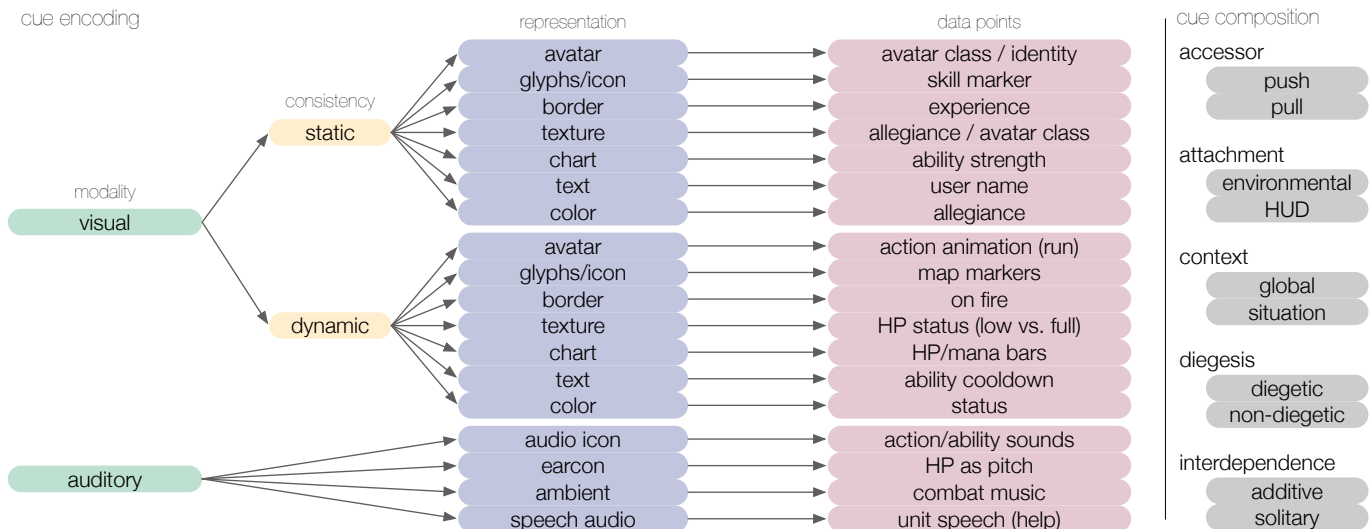 cue encoding
representation
data points
cue composition
modality
visual
auditory
consistency
static
dynamic
avatar
avatar class / identity
glyphs/icon
skill marker
border
experience
texture
allegiance / avatar class
chart
ability strength
text
user name
color
allegiance
avatar
action animation (run)
glyphs/icon
map markers
border
on fire
texture
HP status (low vs. full)
chart
HP/mana bars
text
ability cooldown
color
status
audio icon
action/ability sounds
earcon
HP as pitch
ambient
combat music
speech audio
unit speech (help)
accessor
push
pull
attachment
environmental
HUD
context
global
situation
diegesis
diegetic
non-diegetic
interdependence
additive
solitary